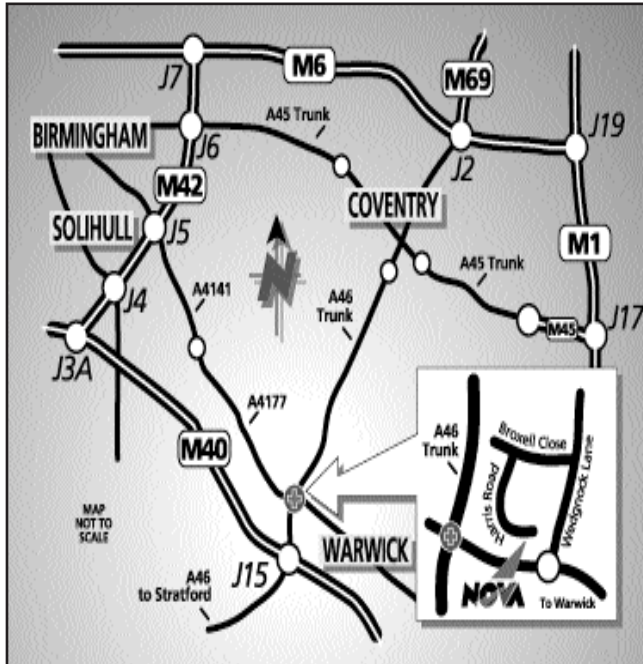 M6
M69
J7
A45 Trunk
J19
BIRMINGHAM
J6
J2
M42
SOLIHULL
COVENTRY
J5
M1
N
A45 Trunk
A4141
J4
A46
Trunk
M45
J17
J3A
A4177
A46
Trunk
Broxell Close
M40
Harris Road
Wedgnock Lane
MAP
NOT TO
SCALE
WARWICK
J15
A46
to Stratford
NOVA
To Warwick